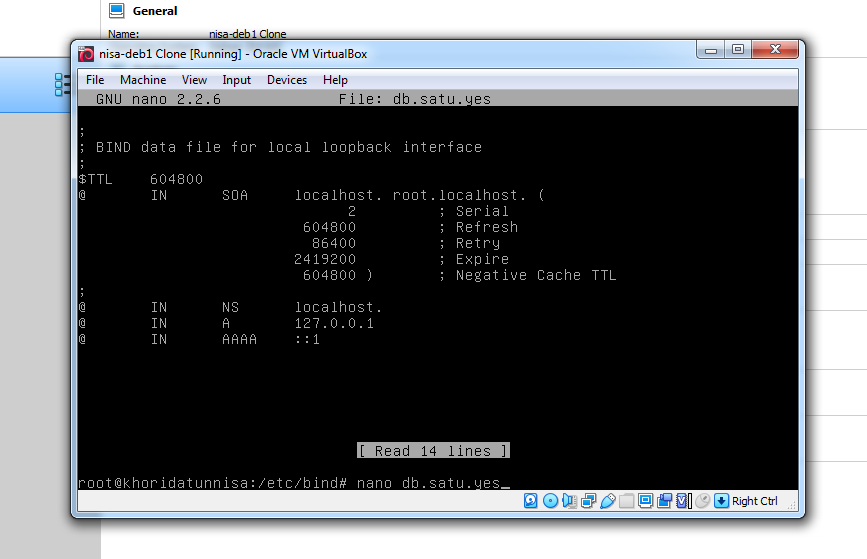 General
Name: nisa-deb1 Clone
nisa-deb1 Clone [Running] - Oracle VM VirtualBox
File Machine View Input Devices Help
GNU nano 2.2.6 File: db.satu.yes
;
; BIND data file for local loopback interface
;
$TTL 604800
@ IN SOA localhost. root.localhost. (
2 ; Serial
604800 ; Refresh
86400 ; Retry
2419200 ; Expire
604800 ) ; Negative Cache TTL
;
@ IN NS localhost.
@ IN A 127.0.0.1
@ IN AAAA ::1
[ Read 14 lines ]
root@khoridatunnisa:/etc/bind# nano db.satu.yes_
Right Ctrl